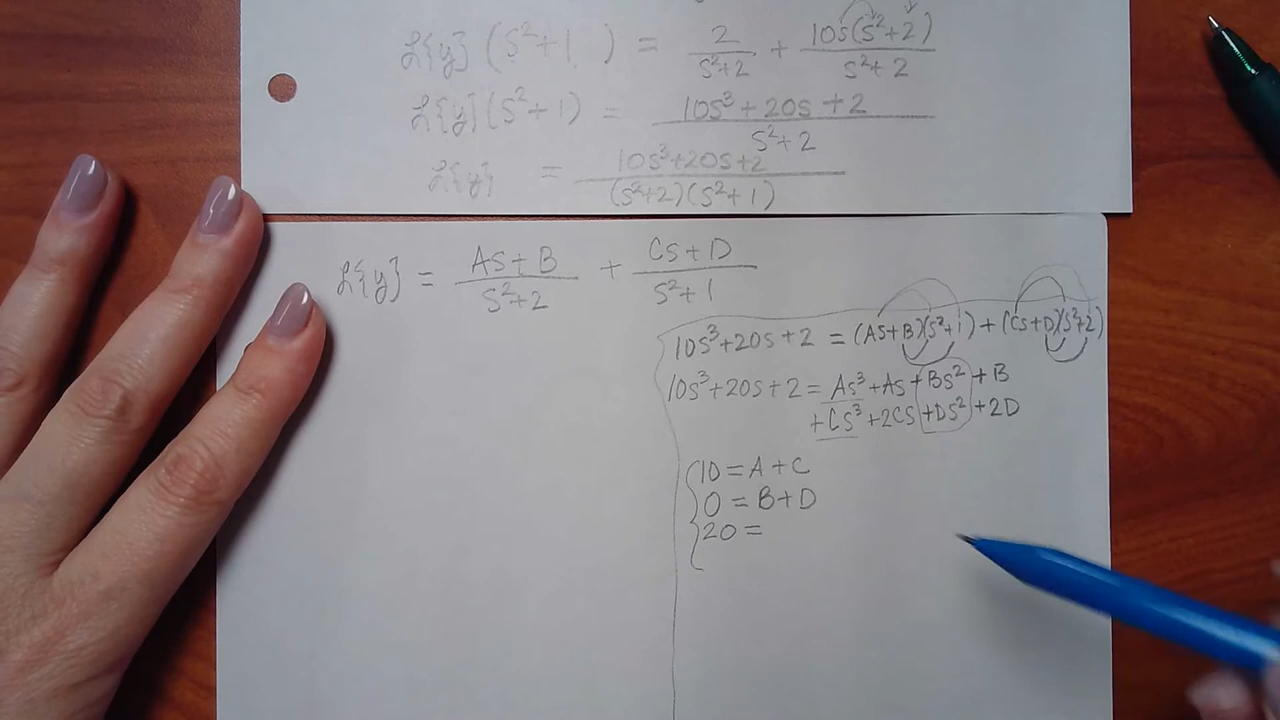 ℒ{y} (s²+1 ) = 2/(s²+2) + 10s(s²+2)/(s²+2)
ℒ{y}(s²+1) = (10s³+20s+2)/(s²+2)
ℒ{y} = (10s³+20s+2)/((s²+2)(s²+1))
ℒ{y} = (As+B)/(s²+2) + (Cs+D)/(s²+1)
10s³+20s+2 = (As+B)(s²+1)+(Cs+D)(s²+2)
10s³+20s+2 = As³+As+Bs²+B
+Cs³+2Cs+Ds²+2D
10=A+C
0=B+D
20=